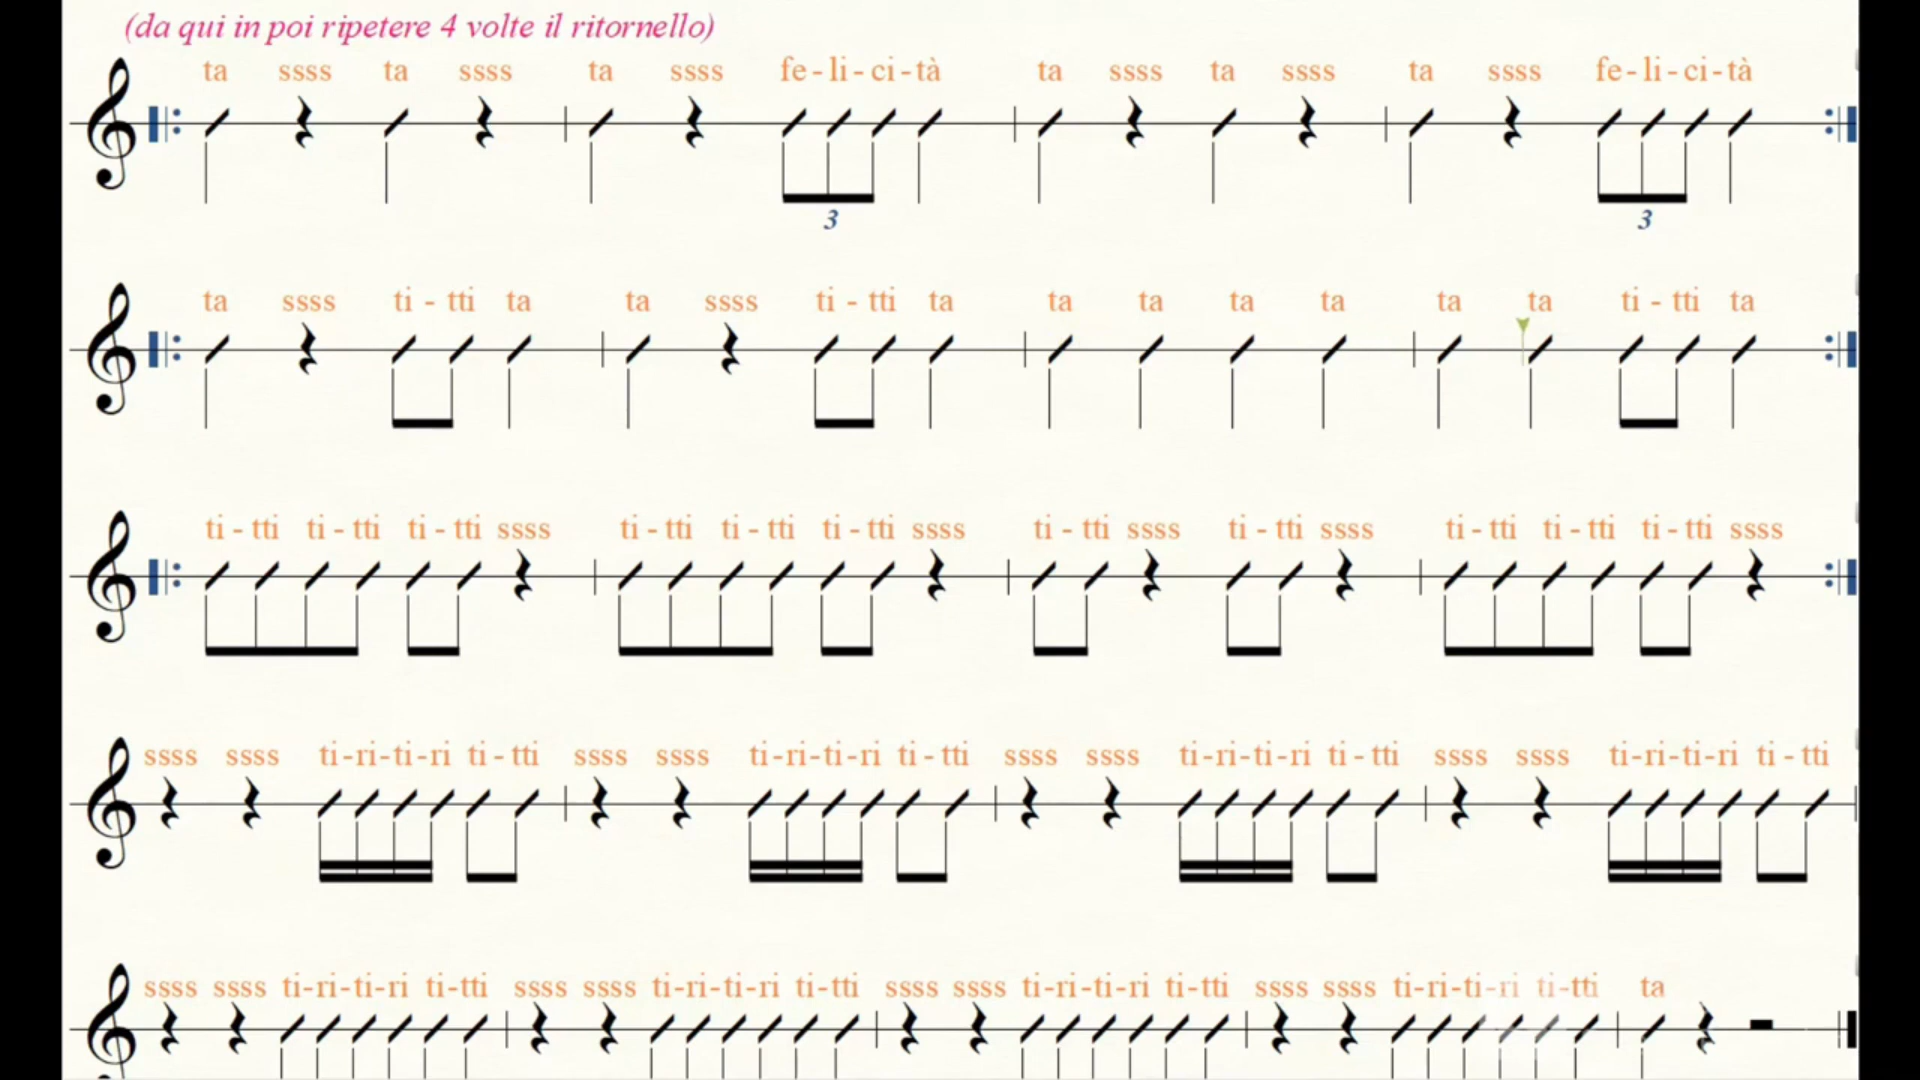 (da qui in poi ripetere 4 volte il ritornello)
ta ssss ta ssss ta ssss fe - li - ci - tà ta ssss ta ssss ta ssss fe - li - ci - tà
3 3
ta ssss ti - tti ta ta ssss ti - tti ta ta ta ta ta ta ta ti - tti ta
ti - tti ti - tti ti - tti ssss ti - tti ti - tti ti - tti ssss ti - tti ssss ti - tti ssss ti - tti ti - tti ti - tti ssss
ssss ssss ti - ri - ti - ri ti - tti ssss ssss ti - ri - ti - ri ti - tti ssss ssss ti - ri - ti - ri ti - tti ssss ssss ti - ri - ti - ri ti - tti
ssss ssss ti - ri - ti - ri ti - tti ssss ssss ti - ri - ti - ri ti - tti ssss ssss ti - ri - ti - ri ti - tti ssss ssss ti - ri - ti - ri ti - tti ta